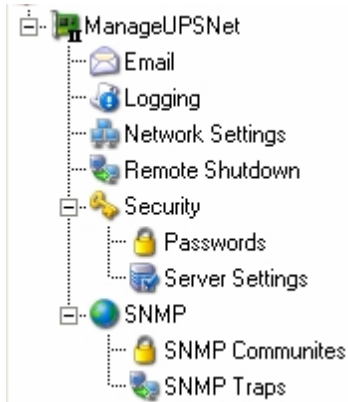 ManageUPSNet
Email
Logging
Network Settings
Remote Shutdown
Security
Passwords
Server Settings
SNMP
SNMP Communites
SNMP Traps